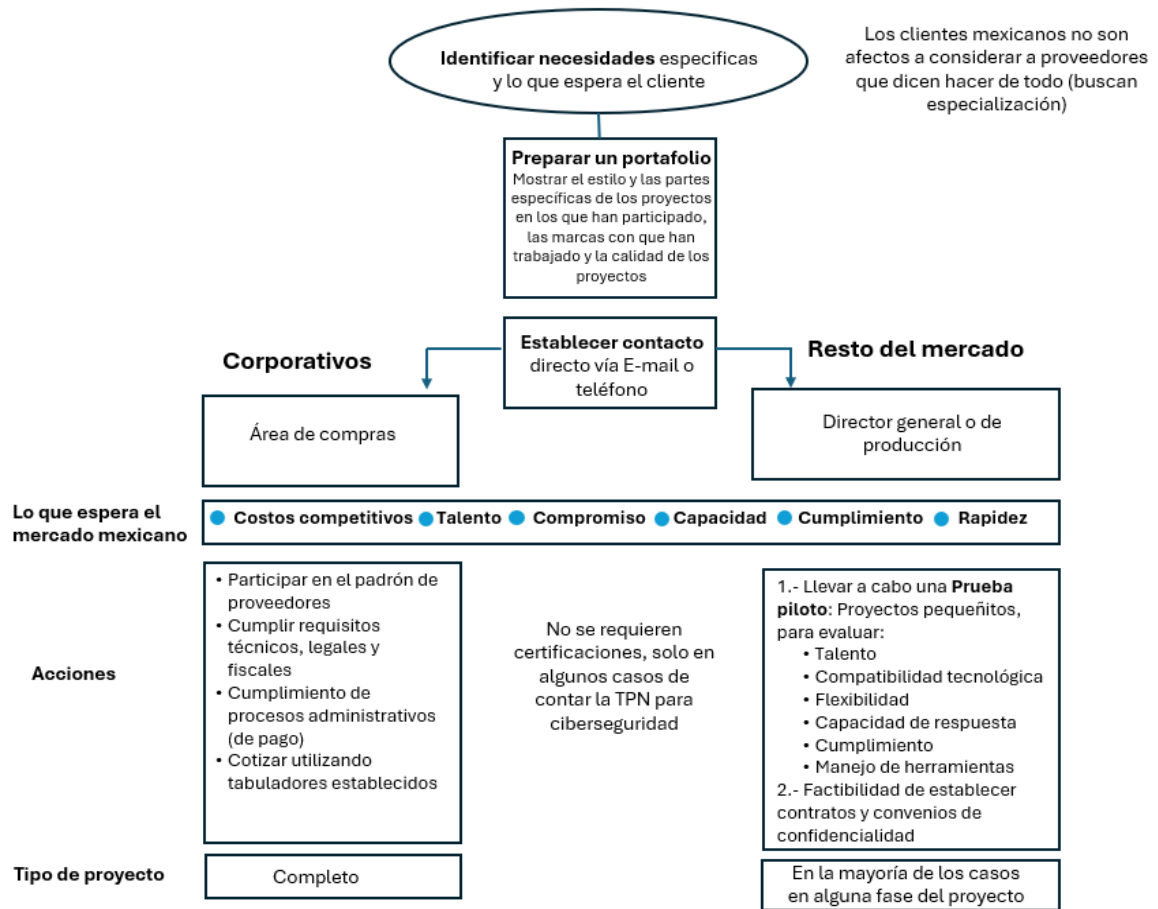 Identificar necesidades especificas
y lo que espera el cliente
Los clientes mexicanos no son
afectos a considerar a proveedores
que dicen hacer de todo (buscan
especialización)
Preparar un portafolio
Mostrar el estilo y las partes
específicas de los proyectos
en los que han participado,
las marcas con que han
trabajado y la calidad de los
proyectos
Corporativos
Establecer contacto
directo vía E-mail o
teléfono
Resto del mercado
Área de compras
Director general o de
producción
Lo que espera el
mercado mexicano
● Costos competitivos ● Talento ● Compromiso ● Capacidad ● Cumplimiento ● Rapidez
Acciones
• Participar en el padrón de
proveedores
• Cumplir requisitos
técnicos, legales y
fiscales
• Cumplimiento de
procesos administrativos
(de pago)
• Cotizar utilizando
tabuladores establecidos
No se requieren
certificaciones, solo en
algunos casos de
contar la TPN para
ciberseguridad
1.- Llevar a cabo una Prueba
piloto: Proyectos pequeñitos,
para evaluar:
• Talento
• Compatibilidad tecnológica
• Flexibilidad
• Capacidad de respuesta
• Cumplimiento
• Manejo de herramientas
2.- Factibilidad de establecer
contratos y convenios de
confidencialidad
Tipo de proyecto
Completo
En la mayoría de los casos
en alguna fase del proyecto